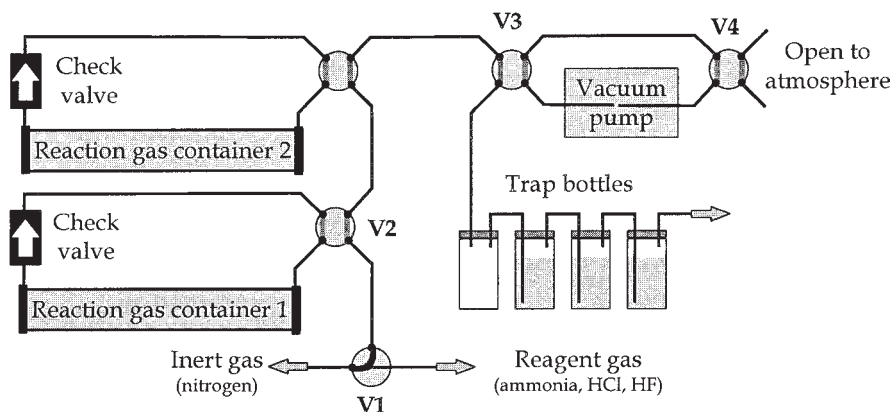 V3
V4
Check
valve
Open to
atmosphere
Vacuum
pump
Reaction gas container 2
Trap bottles
Check
valve
V2
Reaction gas container 1
Inert gas
(nitrogen)
Reagent gas
(ammonia, HCl, HF)
V1